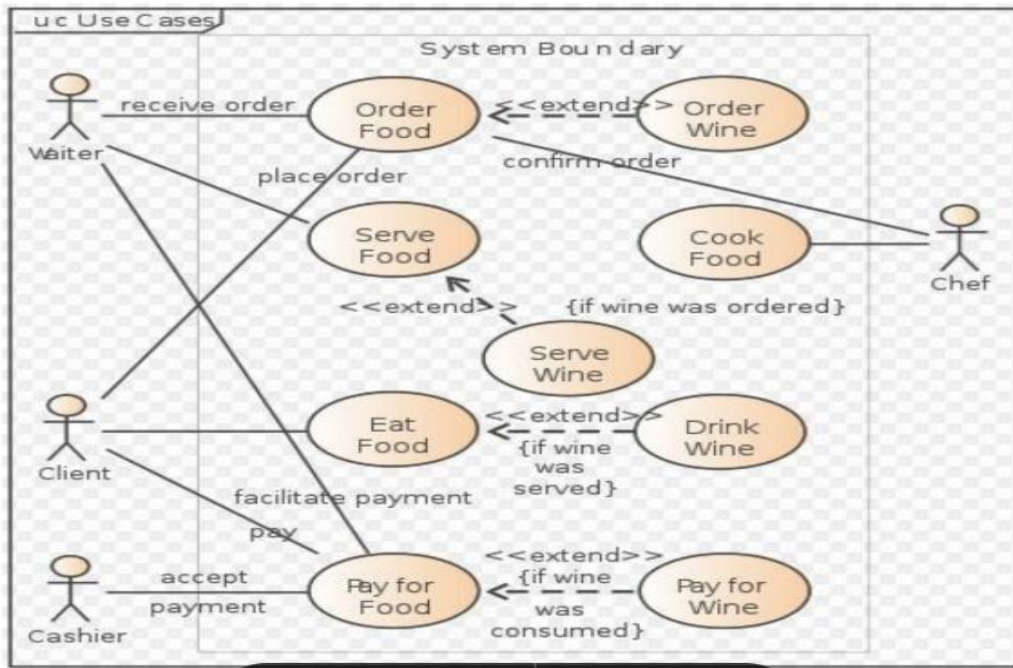 uc UseCases
System Boundary
receive order
Order
Food
<<extend>>
Order
Wine
Waiter
place order
confirm order
Serve
Food
Cook
Food
Chef
<<extend>>
{if wine was ordered}
Serve
Wine
Eat
Food
<<extend>>
{if wine
was
served}
Drink
Wine
Client
facilitate payment
pay
accept
payment
Pay for
Food
<<extend>>
{if wine
was
consumed}
Pay for
Wine
Cashier